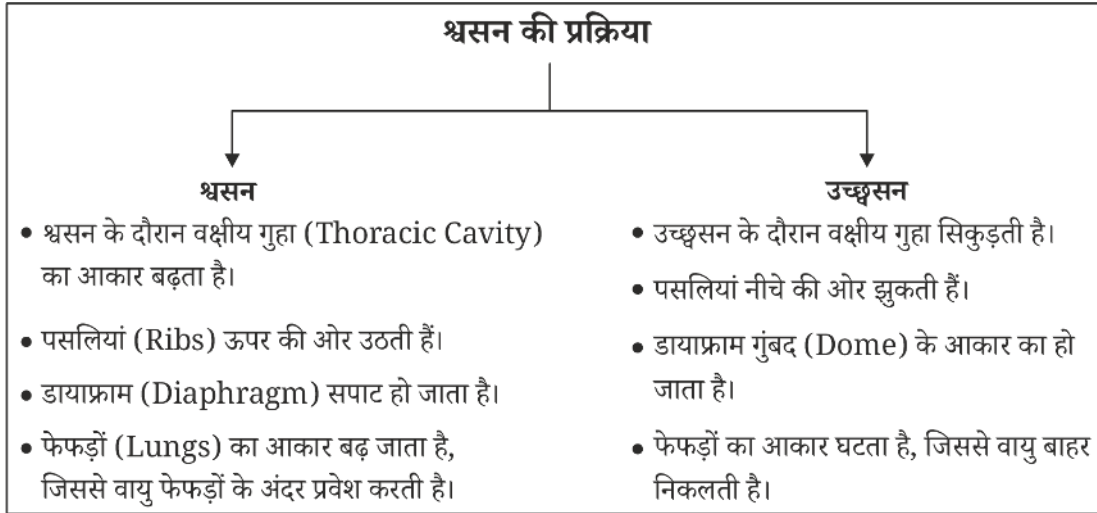 श्वसन की प्रक्रिया
श्वसन
• श्वसन के दौरान वक्षीय गुहा (Thoracic Cavity)
का आकार बढ़ता है।
• पसलियां (Ribs) ऊपर की ओर उठती हैं।
• डायाफ्राम (Diaphragm) सपाट हो जाता है।
• फेफड़ों (Lungs) का आकार बढ़ जाता है,
जिससे वायु फेफड़ों के अंदर प्रवेश करती है।
उच्छ्वसन
• उच्छ्वसन के दौरान वक्षीय गुहा सिकुड़ती है।
• पसलियां नीचे की ओर झुकती हैं।
• डायाफ्राम गुंबद (Dome) के आकार का हो
जाता है।
• फेफड़ों का आकार घटता है, जिससे वायु बाहर
निकलती है।